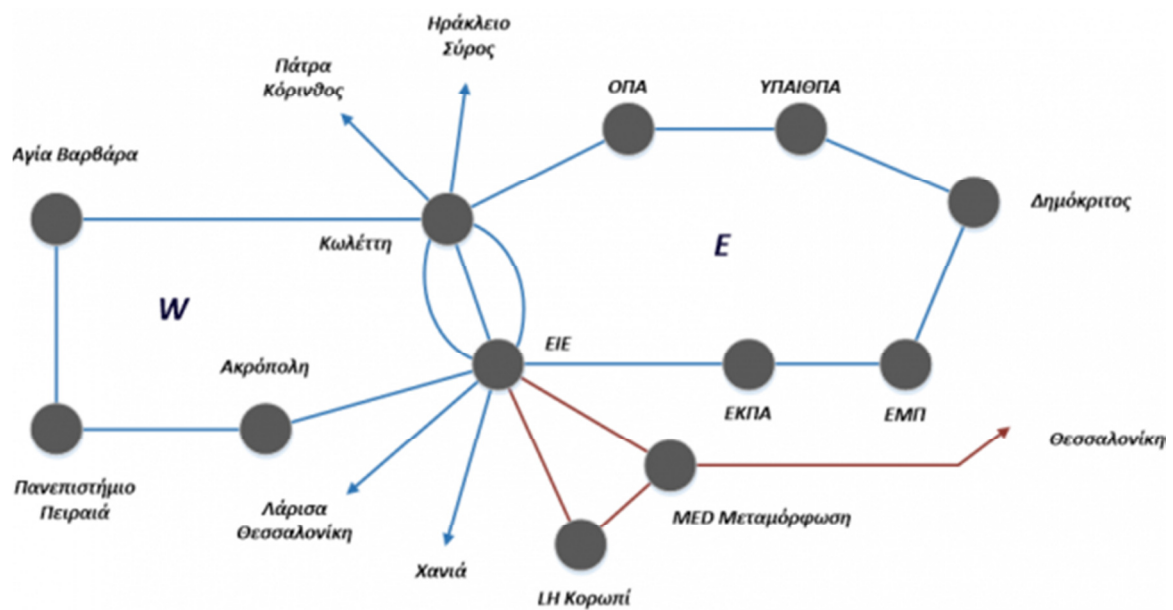 Ηράκλειο
Σύρος
Πάτρα
Κόρινθος
ΟΠΑ
ΥΠΑΙΘΠΑ
Αγία Βαρβάρα
Δημόκριτος
Κωλέττη
E
W
ΕΙΕ
Ακρόπολη
ΕΚΠΑ
ΕΜΠ
Θεσσαλονίκη
Πανεπιστήμιο
Πειραιά
Λάρισα
Θεσσαλονίκη
MED Μεταμόρφωση
Χανιά
LH Κορωπί